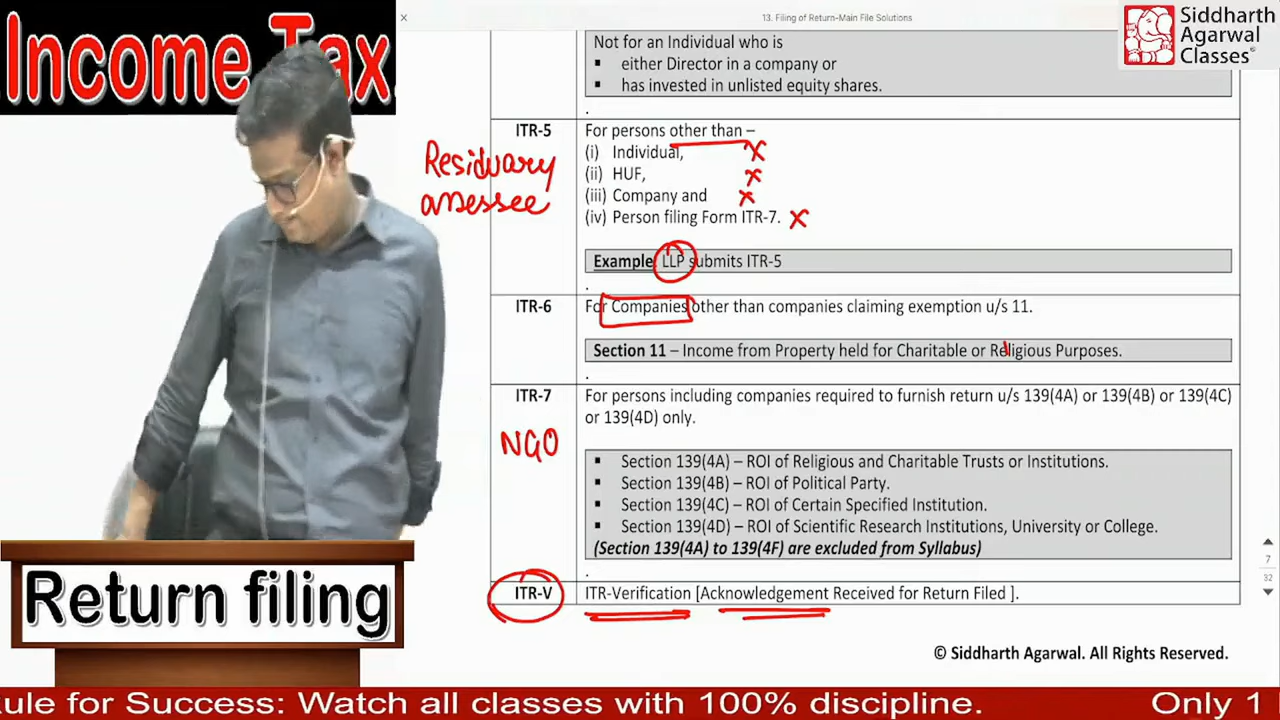 Income Tax.
13. Filing of Return-Main File Solutions
Siddharth
Agarwal
Classes
Not for an Individual who is
▪ either Director in a company or
▪ has invested in unlisted equity shares.
.
ITR-5
For persons other than –
(i) Individual,
(ii) HUF,
(iii) Company and
(iv) Person filing Form ITR-7.
Residuary
assessee
Example LLP submits ITR-5
.
ITR-6
For Companies other than companies claiming exemption u/s 11.
Section 11 – Income from Property held for Charitable or Religious Purposes.
.
ITR-7
NGO
For persons including companies required to furnish return u/s 139(4A) or 139(4B) or 139(4C)
or 139(4D) only.
▪ Section 139(4A) – ROI of Religious and Charitable Trusts or Institutions.
▪ Section 139(4B) – ROI of Political Party.
▪ Section 139(4C) – ROI of Certain Specified Institution.
▪ Section 139(4D) – ROI of Scientific Research Institutions, University or College.
(Section 139(4A) to 139(4F) are excluded from Syllabus)
.
ITR-V
ITR-Verification [Acknowledgement Received for Return Filed ].
7
32
© Siddharth Agarwal. All Rights Reserved.
Return filing
Rule for Success: Watch all classes with 100% discipline. Only 1